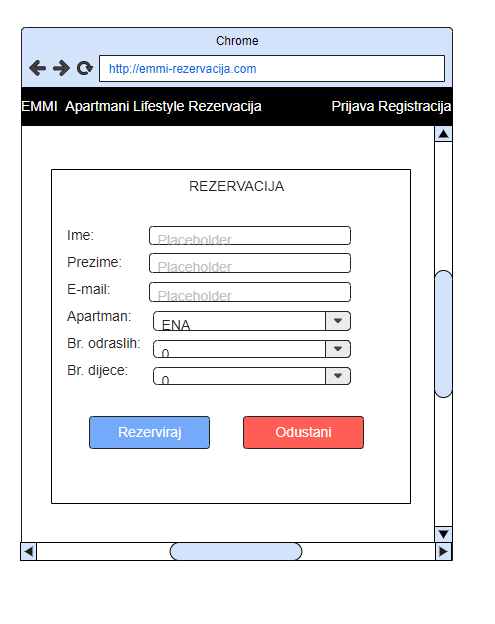 Chrome
http://emmi-rezervacija.com
EMMI Apartmani Lifestyle Rezervacija Prijava Registracija
REZERVACIJA
Ime: Placeholder
Prezime: Placeholder
E-mail: Placeholder
Apartman: ENA
Br. odraslih: 0
Br. dijece: 0
Rezerviraj Odustani